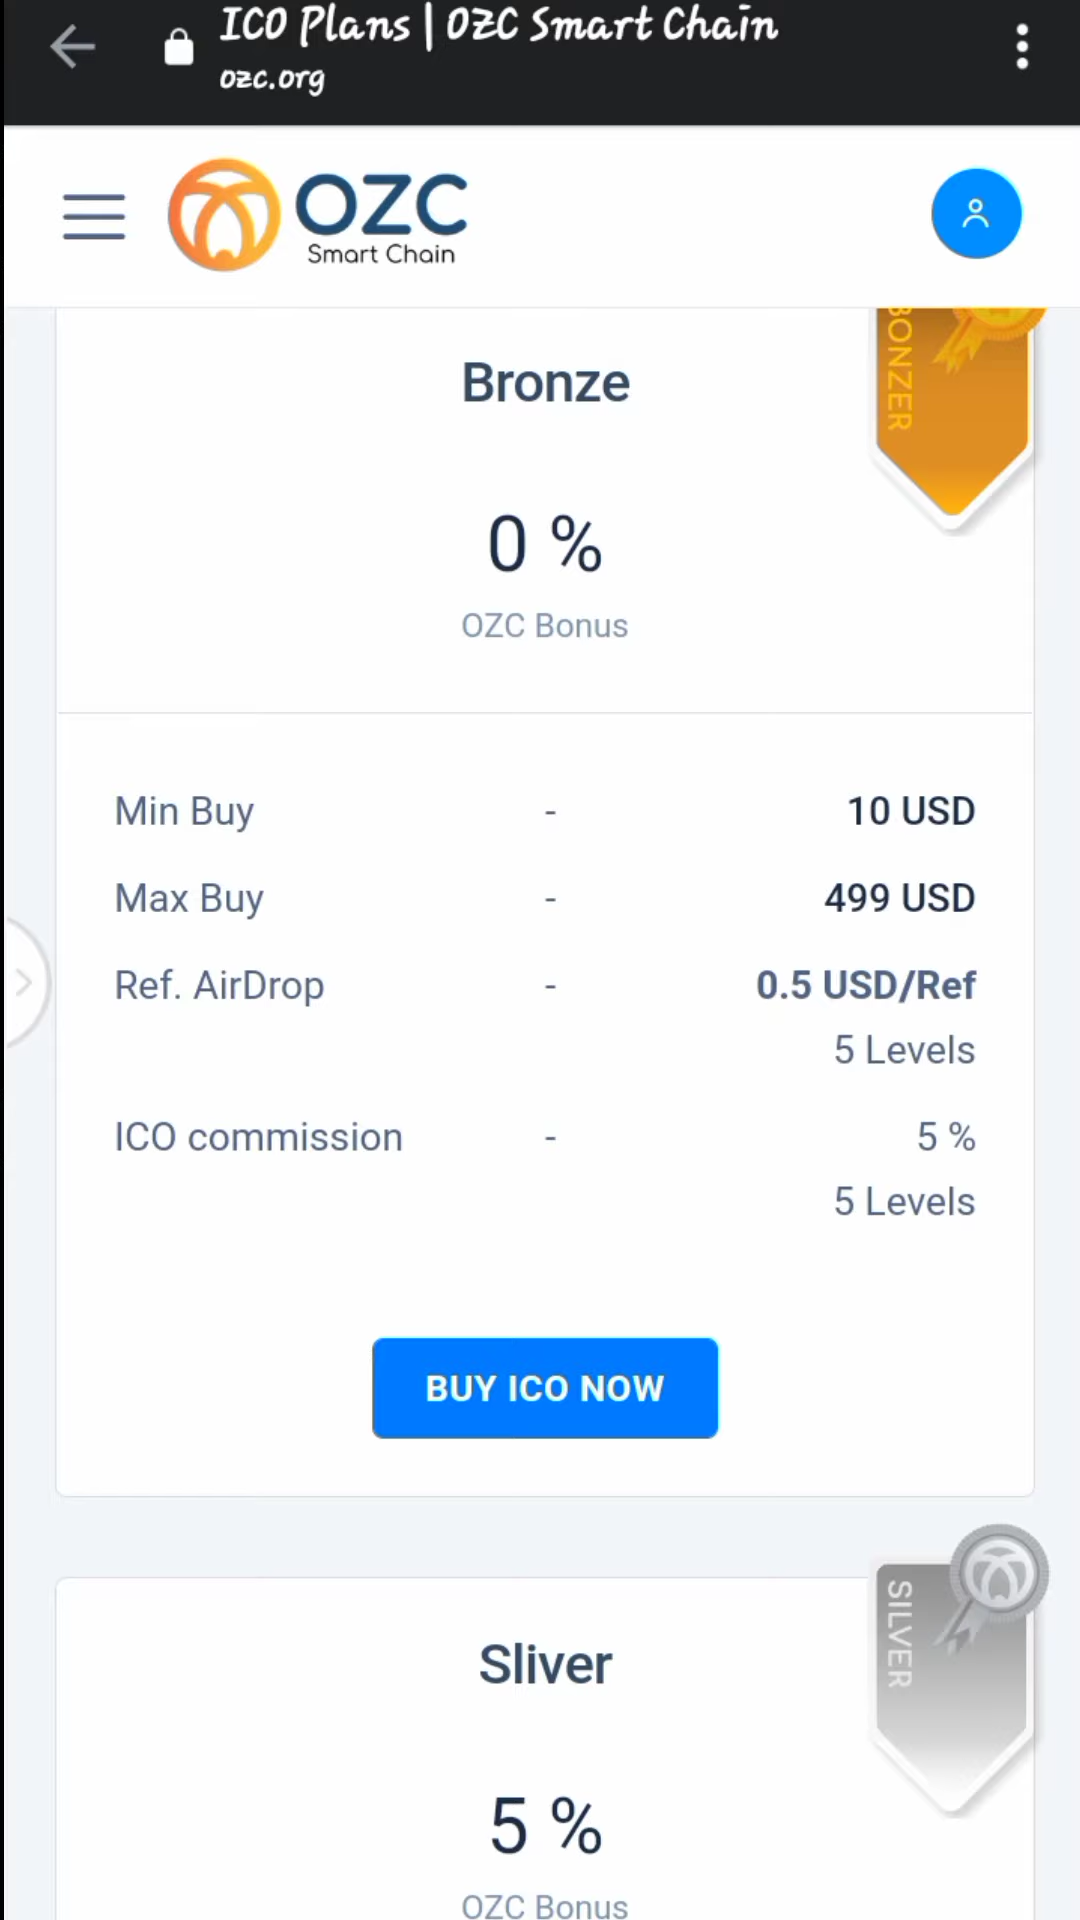 ICO Plans | OZC Smart Chain
ozc.org
OZC
Smart Chain
BONZER
Bronze
0 %
OZC Bonus
Min Buy - 10 USD
Max Buy - 499 USD
Ref. AirDrop - 0.5 USD/Ref
5 Levels
ICO commission - 5 %
5 Levels
BUY ICO NOW
SILVER
Sliver
5 %
OZC Bonus